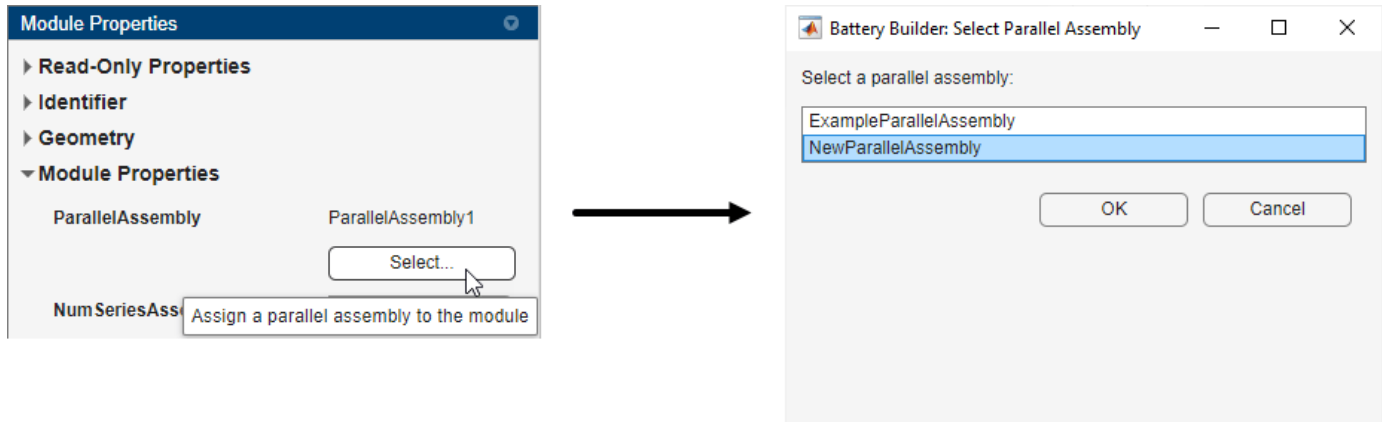 Module Properties
Read-Only Properties
Identifier
Geometry
Module Properties
ParallelAssembly ParallelAssembly1
Select...
NumSeriesAsse
Assign a parallel assembly to the module
Battery Builder: Select Parallel Assembly
Select a parallel assembly:
ExampleParallelAssembly
NewParallelAssembly
OK Cancel